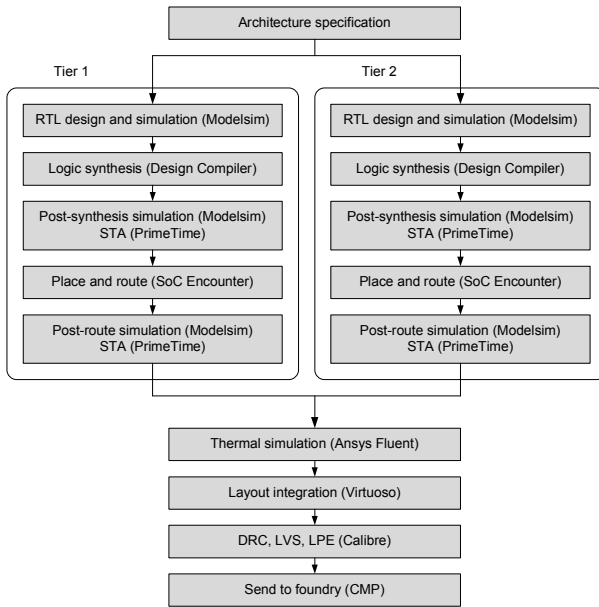 Architecture specification
Tier 1
RTL design and simulation (Modelsim)
Logic synthesis (Design Compiler)
Post-synthesis simulation (Modelsim)
STA (PrimeTime)
Place and route (SoC Encounter)
Post-route simulation (Modelsim)
STA (PrimeTime)
Tier 2
RTL design and simulation (Modelsim)
Logic synthesis (Design Compiler)
Post-synthesis simulation (Modelsim)
STA (PrimeTime)
Place and route (SoC Encounter)
Post-route simulation (Modelsim)
STA (PrimeTime)
Thermal simulation (Ansys Fluent)
Layout integration (Virtuoso)
DRC, LVS, LPE (Calibre)
Send to foundry (CMP)